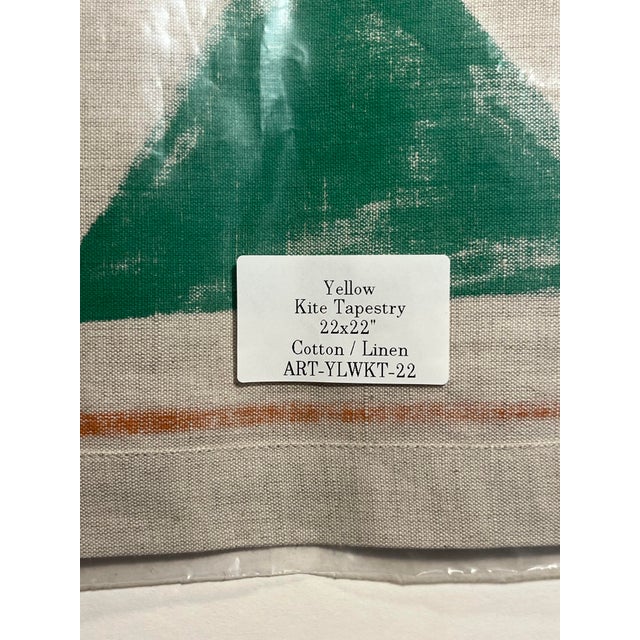 Yellow
Kite Tapestry
22x22"
Cotton / Linen
ART-YLWKT-22